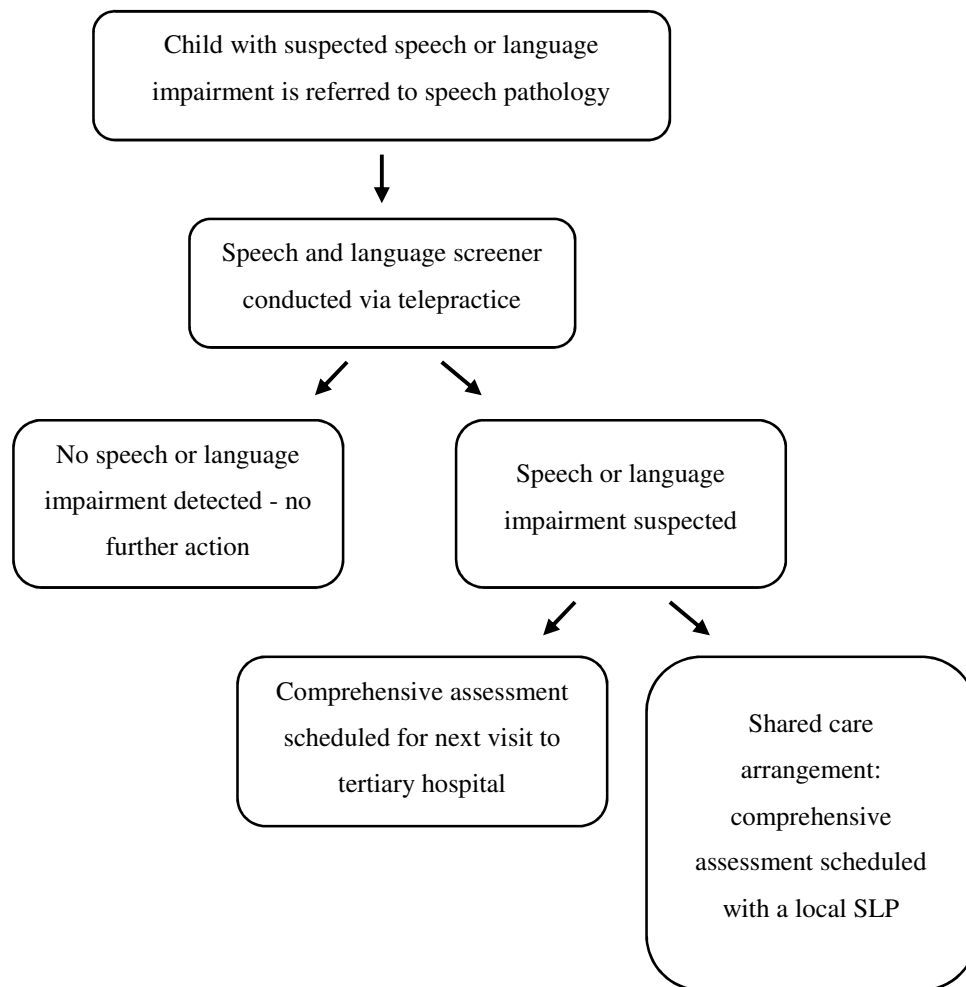 Child with suspected speech or language
impairment is referred to speech pathology
Speech and language screener
conducted via telepractice
No speech or language
impairment detected - no
further action
Speech or language
impairment suspected
Comprehensive assessment
scheduled for next visit to
tertiary hospital
Shared care
arrangement:
comprehensive
assessment scheduled
with a local SLP